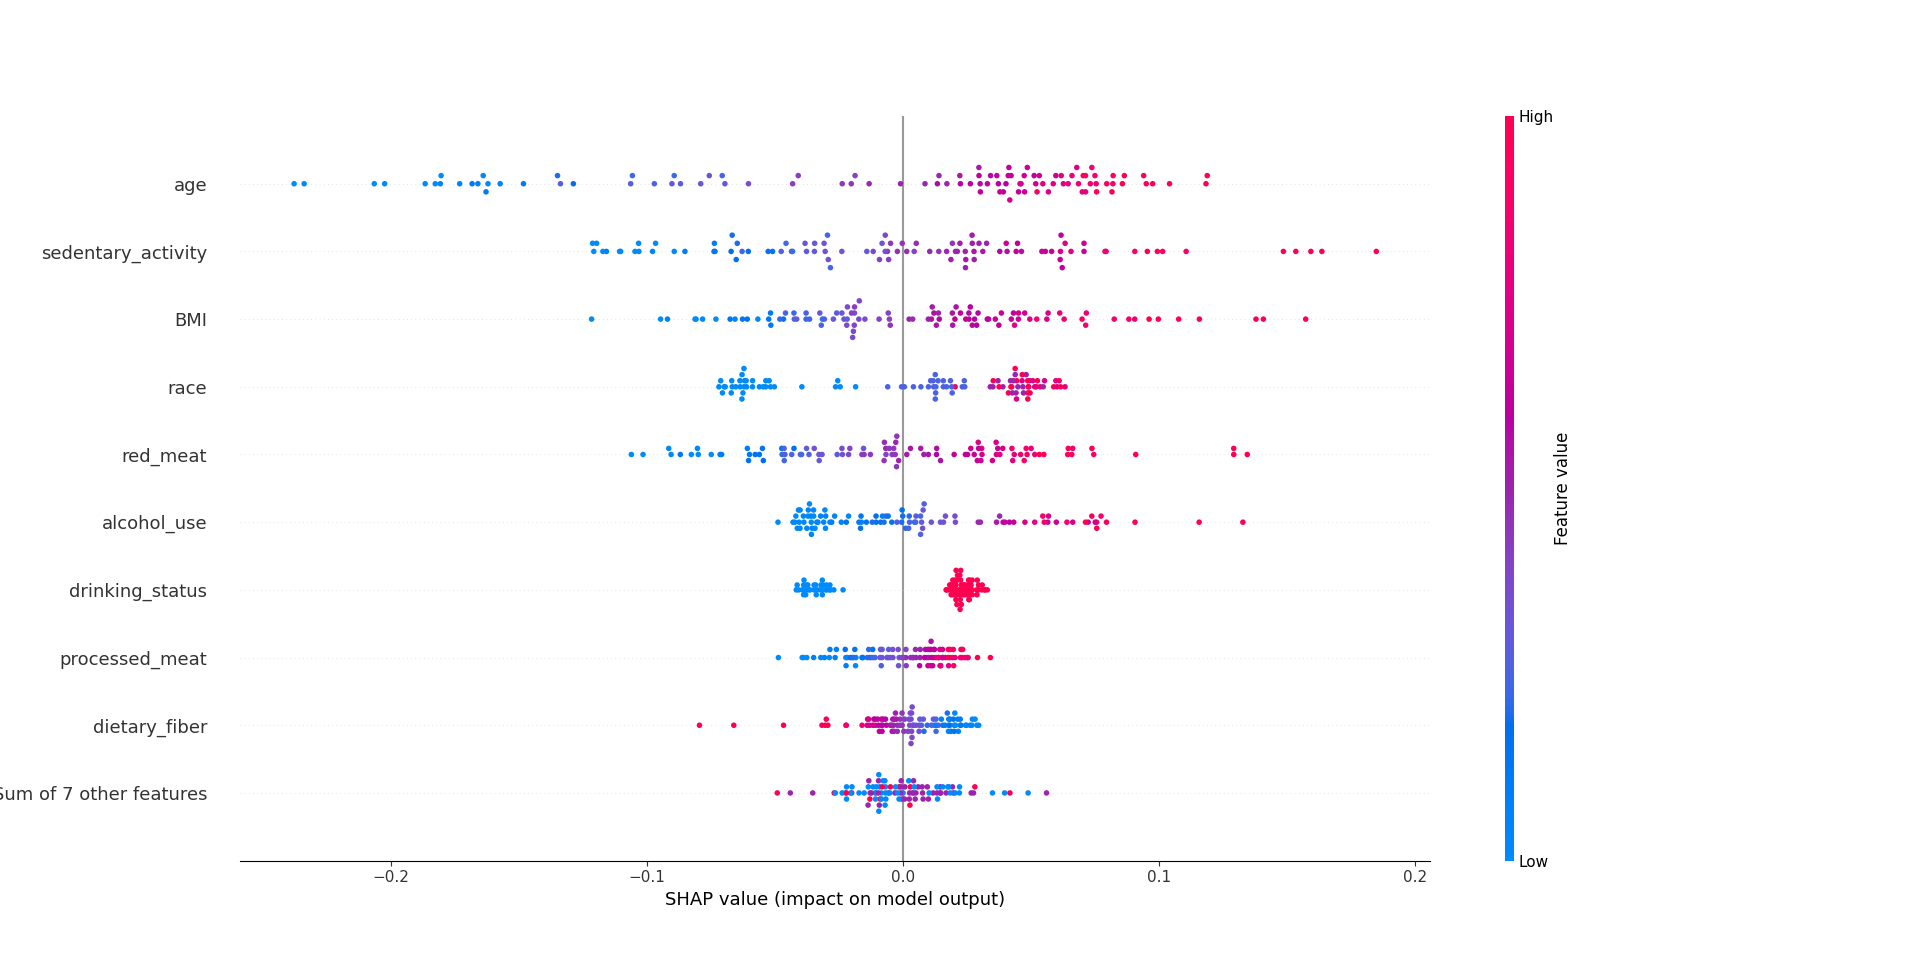 High
age
sedentary_activity
BMI
race
red_meat
alcohol_use
drinking_status
processed_meat
dietary_fiber
Sum of 7 other features
Feature value
Low
−0.2
−0.1
0.0
0.1
0.2
SHAP value (impact on model output)